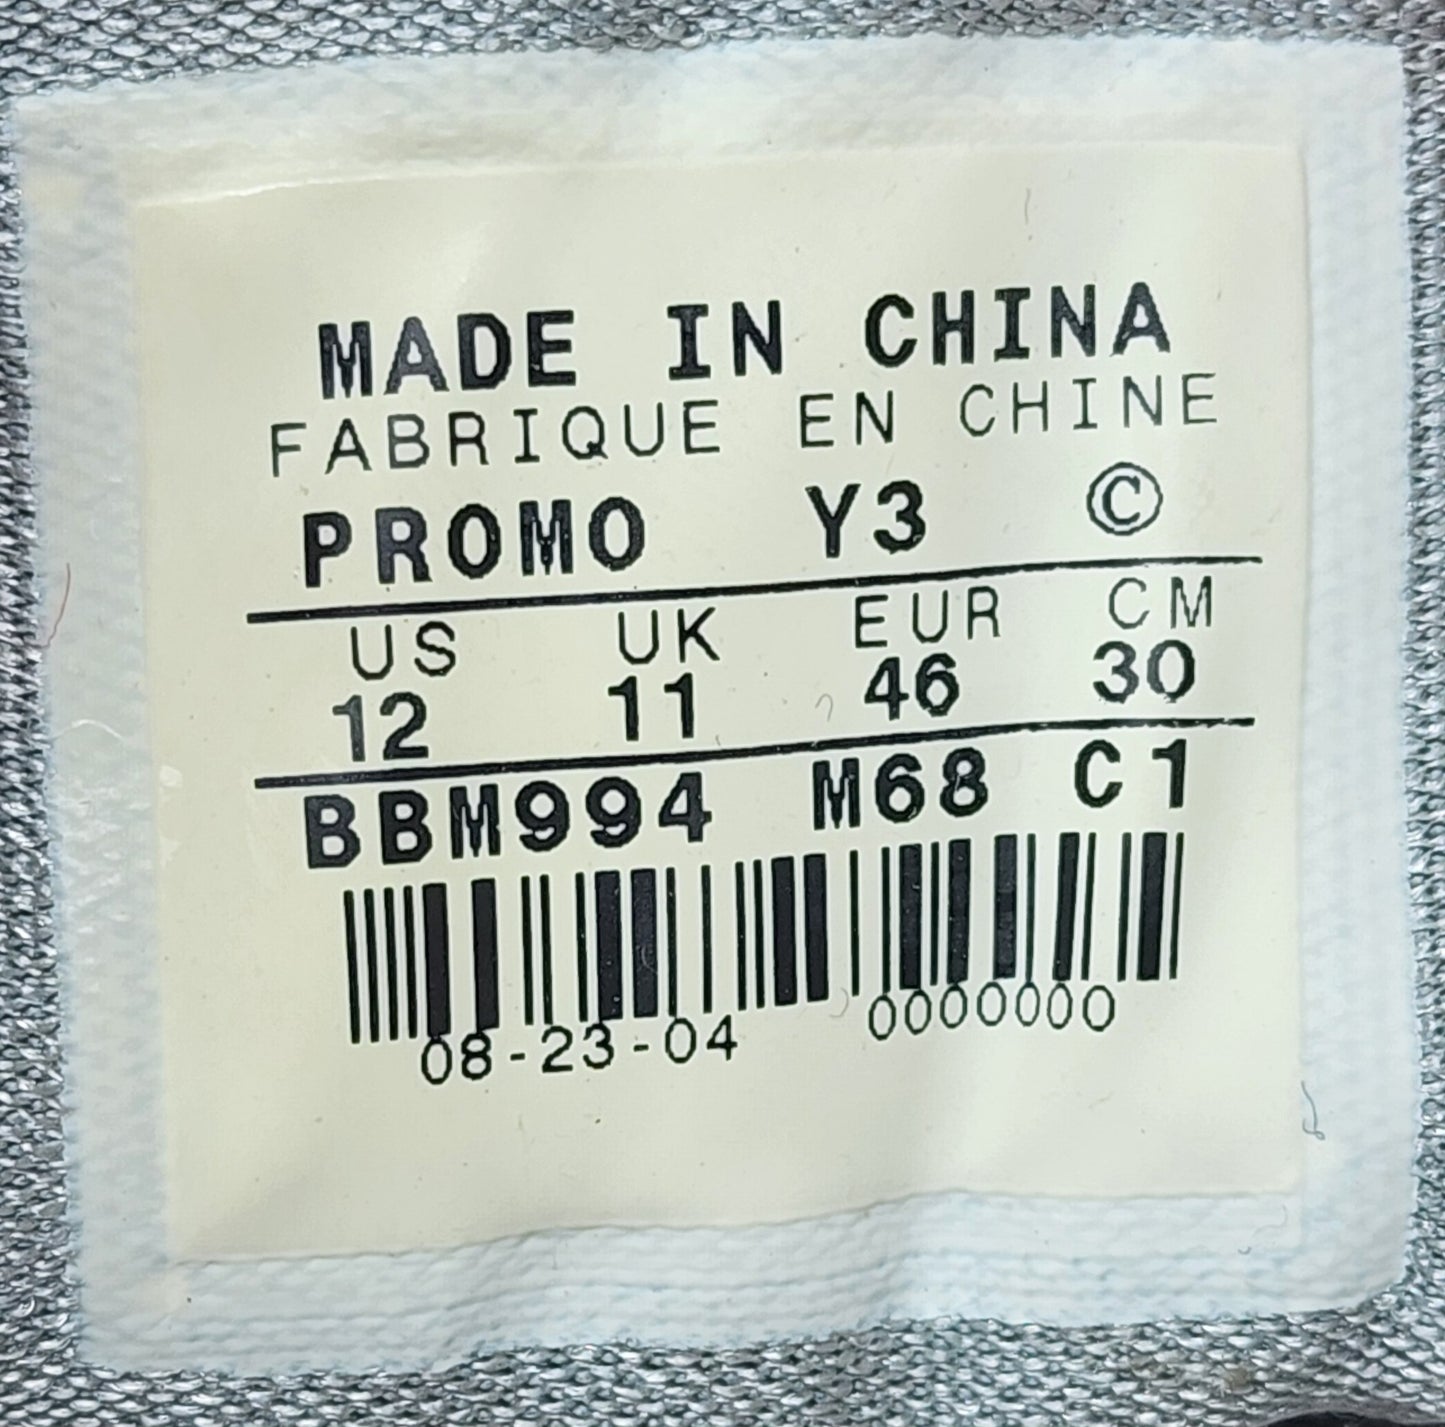 MADE IN CHINA
FABRIQUE EN CHINE
PROMO Y3 ©
US UK EUR CM
12 11 46 30
BBM994 M68 C1
08-23-04 0000000